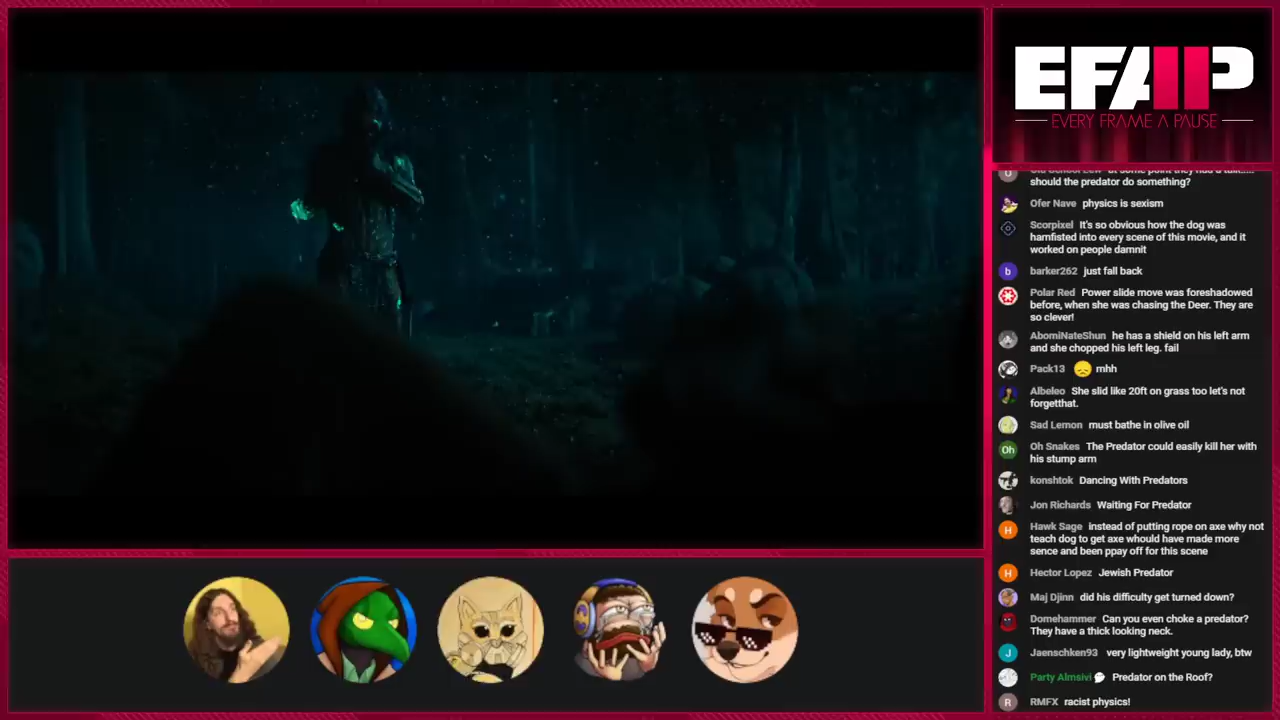 EFAP
EVERY FRAME A PAUSE
should the predator do something?
Ofer Nave physics is sexism
Scorpixel It's so obvious how the dog was
hamfisted into every scene of this movie, and it
worked on people damnit
b
barker262 just fall back
Polar Red Power slide move was foreshadowed
before, when she was chasing the Deer. They are
so clever!
AbomiNateShun he has a shield on his left arm
and she chopped his left leg. fail
Pack13 mhh
Albeleo She slid like 20ft on grass too let's not
forgetthat.
Sad Lemon must bathe in olive oil
Oh
Oh Snakes The Predator could easily kill her with
his stump arm
konshtok Dancing With Predators
Jon Richards Waiting For Predator
H
Hawk Sage instead of putting rope on axe why not
teach dog to get axe whould have made more
sence and been ppay off for this scene
H
Hector Lopez Jewish Predator
Maj Djinn did his difficulty get turned down?
Domehammer Can you even choke a predator?
They have a thick looking neck.
J
Jaenschken93 very lightweight young lady, btw
Party Almsivi Predator on the Roof?
R
RMFX racist physics!